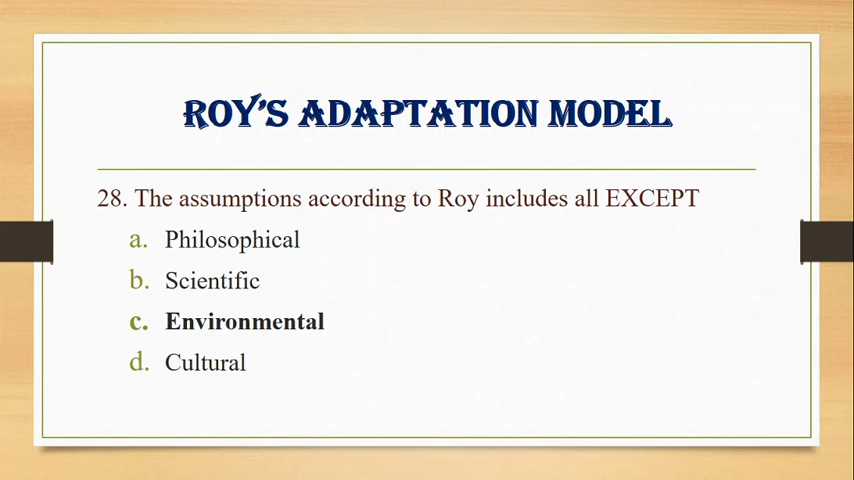 ROY'S ADAPTATION MODEL
28. The assumptions according to Roy includes all EXCEPT
a. Philosophical
b. Scientific
c. Environmental
d. Cultural